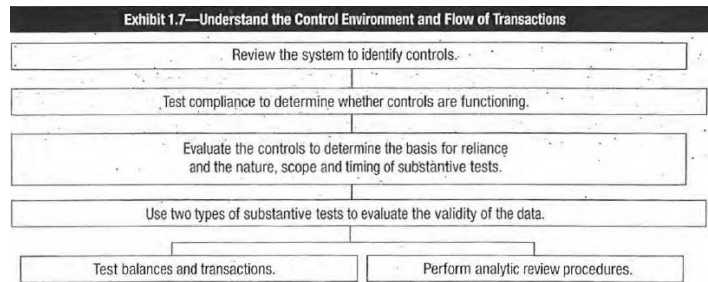 Exhibit 1.7—Understand the Control Environment and Flow of Transactions
Review the system to identify controls.
Test compliance to determine whether controls are functioning.
Evaluate the controls to determine the basis for reliance
and the nature, scope and timing of substantive tests.
Use two types of substantive tests to evaluate the validity of the data.
Test balances and transactions.
Perform analytic review procedures.